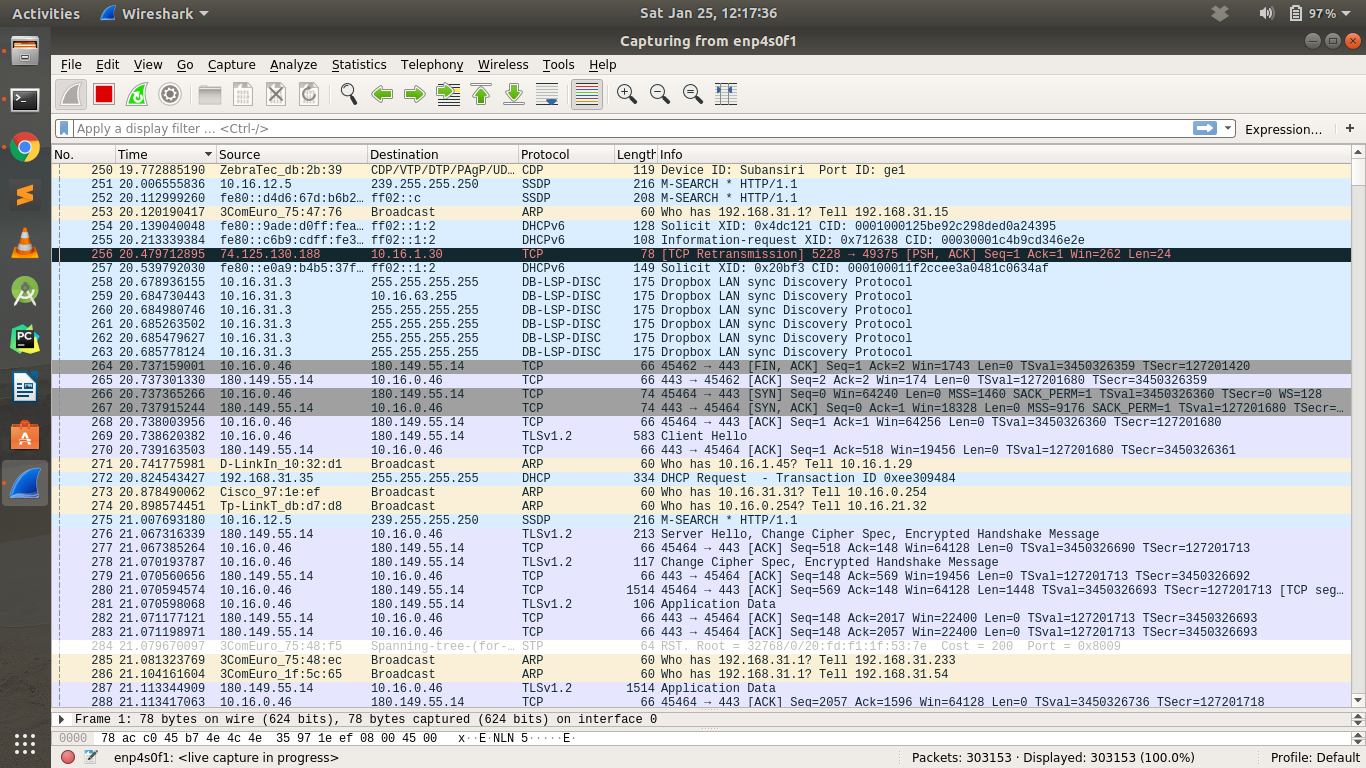 Activities Wireshark Sat Jan 25, 12:17:36 97%
Capturing from enp4s0f1
File Edit View Go Capture Analyze Statistics Telephony Wireless Tools Help
Apply a display filter ... <Ctrl-/> Expression... +
No. Time Source Destination Protocol Length Info
250 19.772885190 ZebraTec_db:2b:39 CDP/VTP/DTP/PAgP/UD… CDP 119 Device ID: Subansiri Port ID: ge1
251 20.006555836 10.16.12.5 239.255.255.250 SSDP 216 M-SEARCH * HTTP/1.1
252 20.112999260 fe80::d4d6:67d:b6b2… ff02::c SSDP 208 M-SEARCH * HTTP/1.1
253 20.120190417 3ComEuro_75:47:76 Broadcast ARP 60 Who has 192.168.31.1? Tell 192.168.31.15
254 20.139040048 fe80::9ade:d0ff:fea… ff02::1:2 DHCPv6 128 Solicit XID: 0x4dc121 CID: 0001000125be92c298ded0a24395
255 20.213339384 fe80::c6b9:cdff:fe3… ff02::1:2 DHCPv6 108 Information-request XID: 0x712638 CID: 00030001c4b9cd346e2e
256 20.479712895 74.125.130.188 10.16.1.30 TCP 78 [TCP Retransmission] 5228 → 49375 [PSH, ACK] Seq=1 Ack=1 Win=262 Len=24
257 20.539792030 fe80::e0a9:b4b5:37f… ff02::1:2 DHCPv6 149 Solicit XID: 0x20bf3 CID: 000100011f2ccee3a0481c0634af
258 20.678936155 10.16.31.3 255.255.255.255 DB-LSP-DISC 175 Dropbox LAN sync Discovery Protocol
259 20.684730443 10.16.31.3 10.16.63.255 DB-LSP-DISC 175 Dropbox LAN sync Discovery Protocol
260 20.684980746 10.16.31.3 255.255.255.255 DB-LSP-DISC 175 Dropbox LAN sync Discovery Protocol
261 20.685263502 10.16.31.3 255.255.255.255 DB-LSP-DISC 175 Dropbox LAN sync Discovery Protocol
262 20.685479627 10.16.31.3 255.255.255.255 DB-LSP-DISC 175 Dropbox LAN sync Discovery Protocol
263 20.685778124 10.16.31.3 255.255.255.255 DB-LSP-DISC 175 Dropbox LAN sync Discovery Protocol
264 20.737159001 10.16.0.46 180.149.55.14 TCP 66 45462 → 443 [FIN, ACK] Seq=1 Ack=2 Win=1743 Len=0 TSval=3450326359 TSecr=127201420
265 20.737301330 180.149.55.14 10.16.0.46 TCP 66 443 → 45462 [ACK] Seq=2 Ack=2 Win=174 Len=0 TSval=127201680 TSecr=3450326359
266 20.737365266 10.16.0.46 180.149.55.14 TCP 74 45464 → 443 [SYN] Seq=0 Win=64240 Len=0 MSS=1460 SACK_PERM=1 TSval=3450326360 TSecr=0 WS=128
267 20.737915244 180.149.55.14 10.16.0.46 TCP 74 443 → 45464 [SYN, ACK] Seq=0 Ack=1 Win=18328 Len=0 MSS=9176 SACK_PERM=1 TSval=127201680 TSecr=…
268 20.738003956 10.16.0.46 180.149.55.14 TCP 66 45464 → 443 [ACK] Seq=1 Ack=1 Win=64256 Len=0 TSval=3450326360 TSecr=127201680
269 20.738620382 10.16.0.46 180.149.55.14 TLSv1.2 583 Client Hello
270 20.739163503 180.149.55.14 10.16.0.46 TCP 66 443 → 45464 [ACK] Seq=1 Ack=518 Win=19456 Len=0 TSval=127201680 TSecr=3450326361
271 20.741775981 D-LinkIn_10:32:d1 Broadcast ARP 60 Who has 10.16.1.45? Tell 10.16.1.29
272 20.824543427 192.168.31.35 255.255.255.255 DHCP 334 DHCP Request - Transaction ID 0xee309484
273 20.878490062 Cisco_97:1e:ef Broadcast ARP 60 Who has 10.16.31.31? Tell 10.16.0.254
274 20.898574451 Tp-LinkT_db:d7:d8 Broadcast ARP 60 Who has 10.16.0.254? Tell 10.16.21.32
275 21.007693180 10.16.12.5 239.255.255.250 SSDP 216 M-SEARCH * HTTP/1.1
276 21.067316339 180.149.55.14 10.16.0.46 TLSv1.2 213 Server Hello, Change Cipher Spec, Encrypted Handshake Message
277 21.067385264 10.16.0.46 180.149.55.14 TCP 66 45464 → 443 [ACK] Seq=518 Ack=148 Win=64128 Len=0 TSval=3450326690 TSecr=127201713
278 21.070193787 10.16.0.46 180.149.55.14 TLSv1.2 117 Change Cipher Spec, Encrypted Handshake Message
279 21.070560656 180.149.55.14 10.16.0.46 TCP 66 443 → 45464 [ACK] Seq=148 Ack=569 Win=19456 Len=0 TSval=127201713 TSecr=3450326692
280 21.070594574 10.16.0.46 180.149.55.14 TCP 1514 45464 → 443 [ACK] Seq=569 Ack=148 Win=64128 Len=1448 TSval=3450326693 TSecr=127201713 [TCP seg…
281 21.070598068 10.16.0.46 180.149.55.14 TLSv1.2 106 Application Data
282 21.071177121 180.149.55.14 10.16.0.46 TCP 66 443 → 45464 [ACK] Seq=148 Ack=2017 Win=22400 Len=0 TSval=127201713 TSecr=3450326693
283 21.071198971 180.149.55.14 10.16.0.46 TCP 66 443 → 45464 [ACK] Seq=148 Ack=2057 Win=22400 Len=0 TSval=127201713 TSecr=3450326693
284 21.079670097 3ComEuro_75:48:f5 Spanning-tree-(for-… STP 64 RST. Root = 32768/0/20:fd:f1:1f:53:7e Cost = 200 Port = 0x8009
285 21.081323769 3ComEuro_75:48:ec Broadcast ARP 60 Who has 192.168.31.1? Tell 192.168.31.233
286 21.104161604 3ComEuro_1f:5c:65 Broadcast ARP 60 Who has 192.168.31.1? Tell 192.168.31.54
287 21.113344909 180.149.55.14 10.16.0.46 TLSv1.2 1514 Application Data
288 21.113417063 10.16.0.46 180.149.55.14 TCP 66 45464 → 443 [ACK] Seq=2057 Ack=1596 Win=64128 Len=0 TSval=3450326736 TSecr=127201718
Frame 1: 78 bytes on wire (624 bits), 78 bytes captured (624 bits) on interface 0
0000 78 ac c0 45 b7 4e 4c 4e 35 97 1e ef 08 00 45 00 x··E·NLN 5·····E·
enp4s0f1: <live capture in progress> Packets: 303153 · Displayed: 303153 (100.0%) Profile: Default